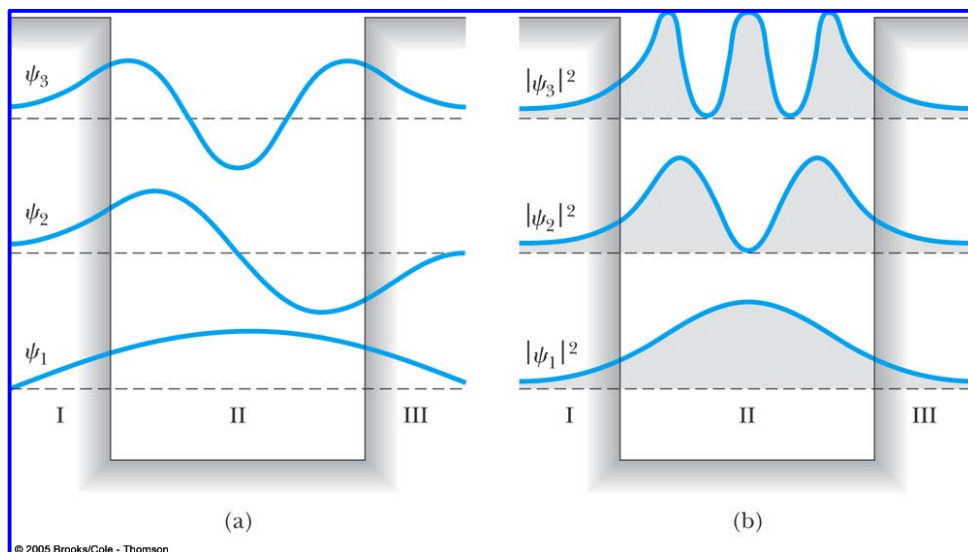 ψ₃
ψ₂
ψ₁
I
II
III
(a)
|ψ₃|²
|ψ₂|²
|ψ₁|²
I
II
III
(b)
© 2005 Brooks/Cole - Thomson